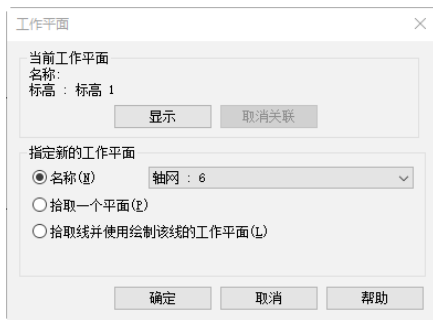 工作平面
当前工作平面
名称:
标高 : 标高 1
显示 取消关联
指定新的工作平面
名称(N) 轴网 : 6
拾取一个平面(P)
拾取线并使用绘制该线的工作平面(L)
确定 取消 帮助